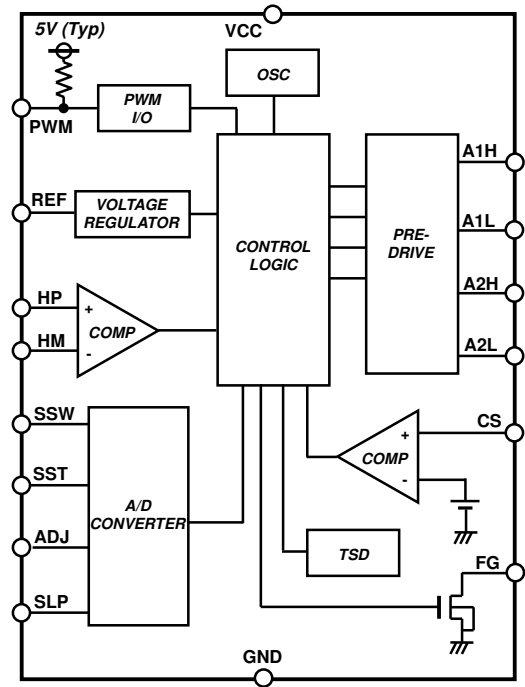 VCC
5V (Typ)
OSC
PWM
I/O
PWM
A1H
REF
VOLTAGE
REGULATOR
CONTROL
LOGIC
PRE-
DRIVE
A1L
A2H
A2L
HP
+
COMP
HM
-
SSW
SST
ADJ
SLP
A/D
CONVERTER
CS
+
COMP
-
TSD
FG
GND